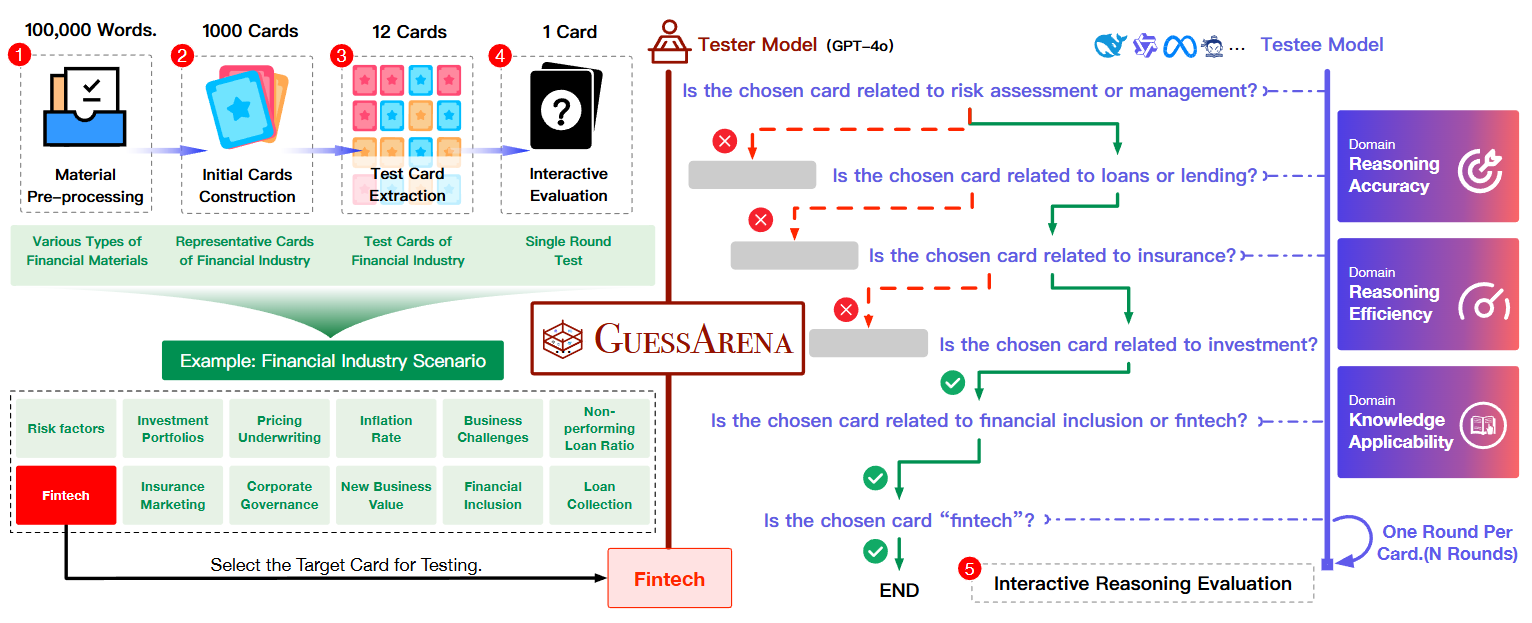 100,000 Words.
1000 Cards
12 Cards
1 Card
1
2
3
4
Material
Pre-processing
Initial Cards
Construction
Test Card
Extraction
Interactive
Evaluation
?
Various Types of
Financial Materials
Representative Cards
of Financial Industry
Test Cards of
Financial Industry
Single Round
Test
Example: Financial Industry Scenario
Risk factors
Investment
Portfolios
Pricing
Underwriting
Inflation
Rate
Business
Challenges
Non-
performing
Loan Ratio
Fintech
Insurance
Marketing
Corporate
Governance
New Business
Value
Financial
Inclusion
Loan
Collection
Select the Target Card for Testing.
Fintech
GUESSARENA
Tester Model (GPT-4o)
... Testee Model
Is the chosen card related to risk assessment or management?
Is the chosen card related to loans or lending?
Is the chosen card related to insurance?
Is the chosen card related to investment?
Is the chosen card related to financial inclusion or fintech?
Is the chosen card “fintech”?
END
5
Interactive Reasoning Evaluation
Domain
Reasoning
Accuracy
Domain
Reasoning
Efficiency
Domain
Knowledge
Applicability
One Round Per
Card.(N Rounds)